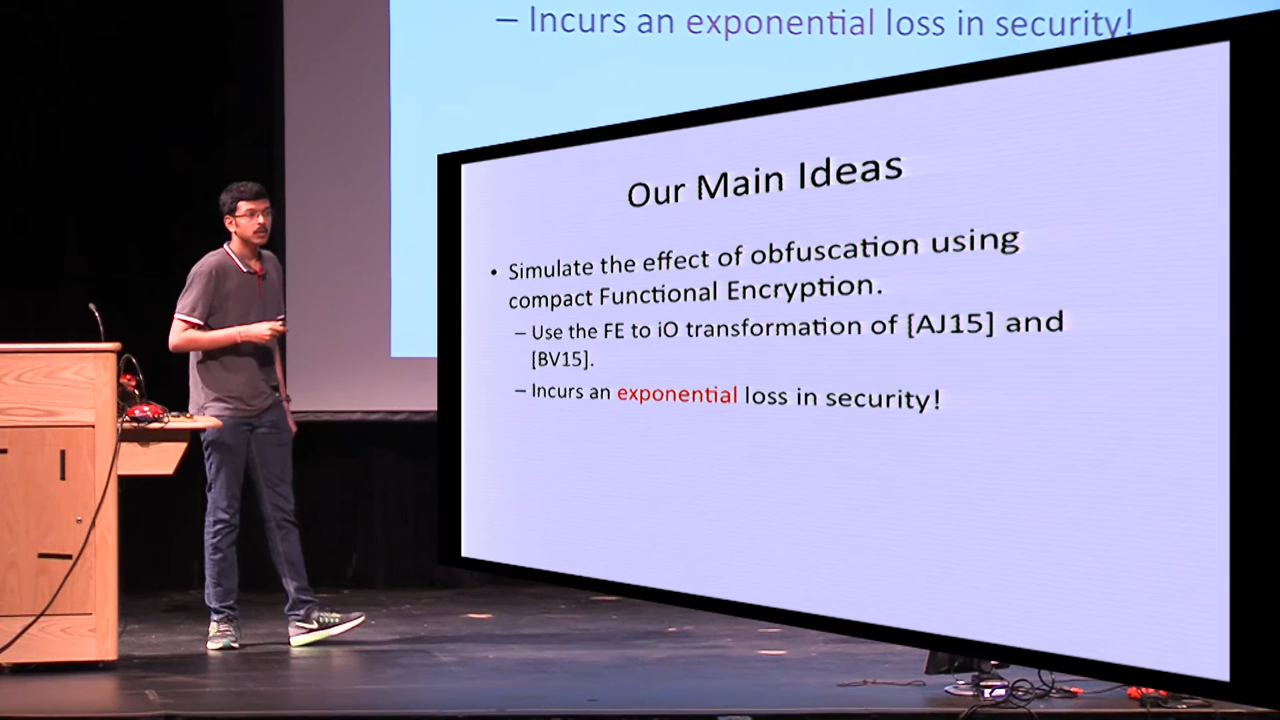 – Incurs an exponential loss in security!
Our Main Ideas
• Simulate the effect of obfuscation using
compact Functional Encryption.
– Use the FE to iO transformation of [AJ15] and
[BV15].
– Incurs an exponential loss in security!